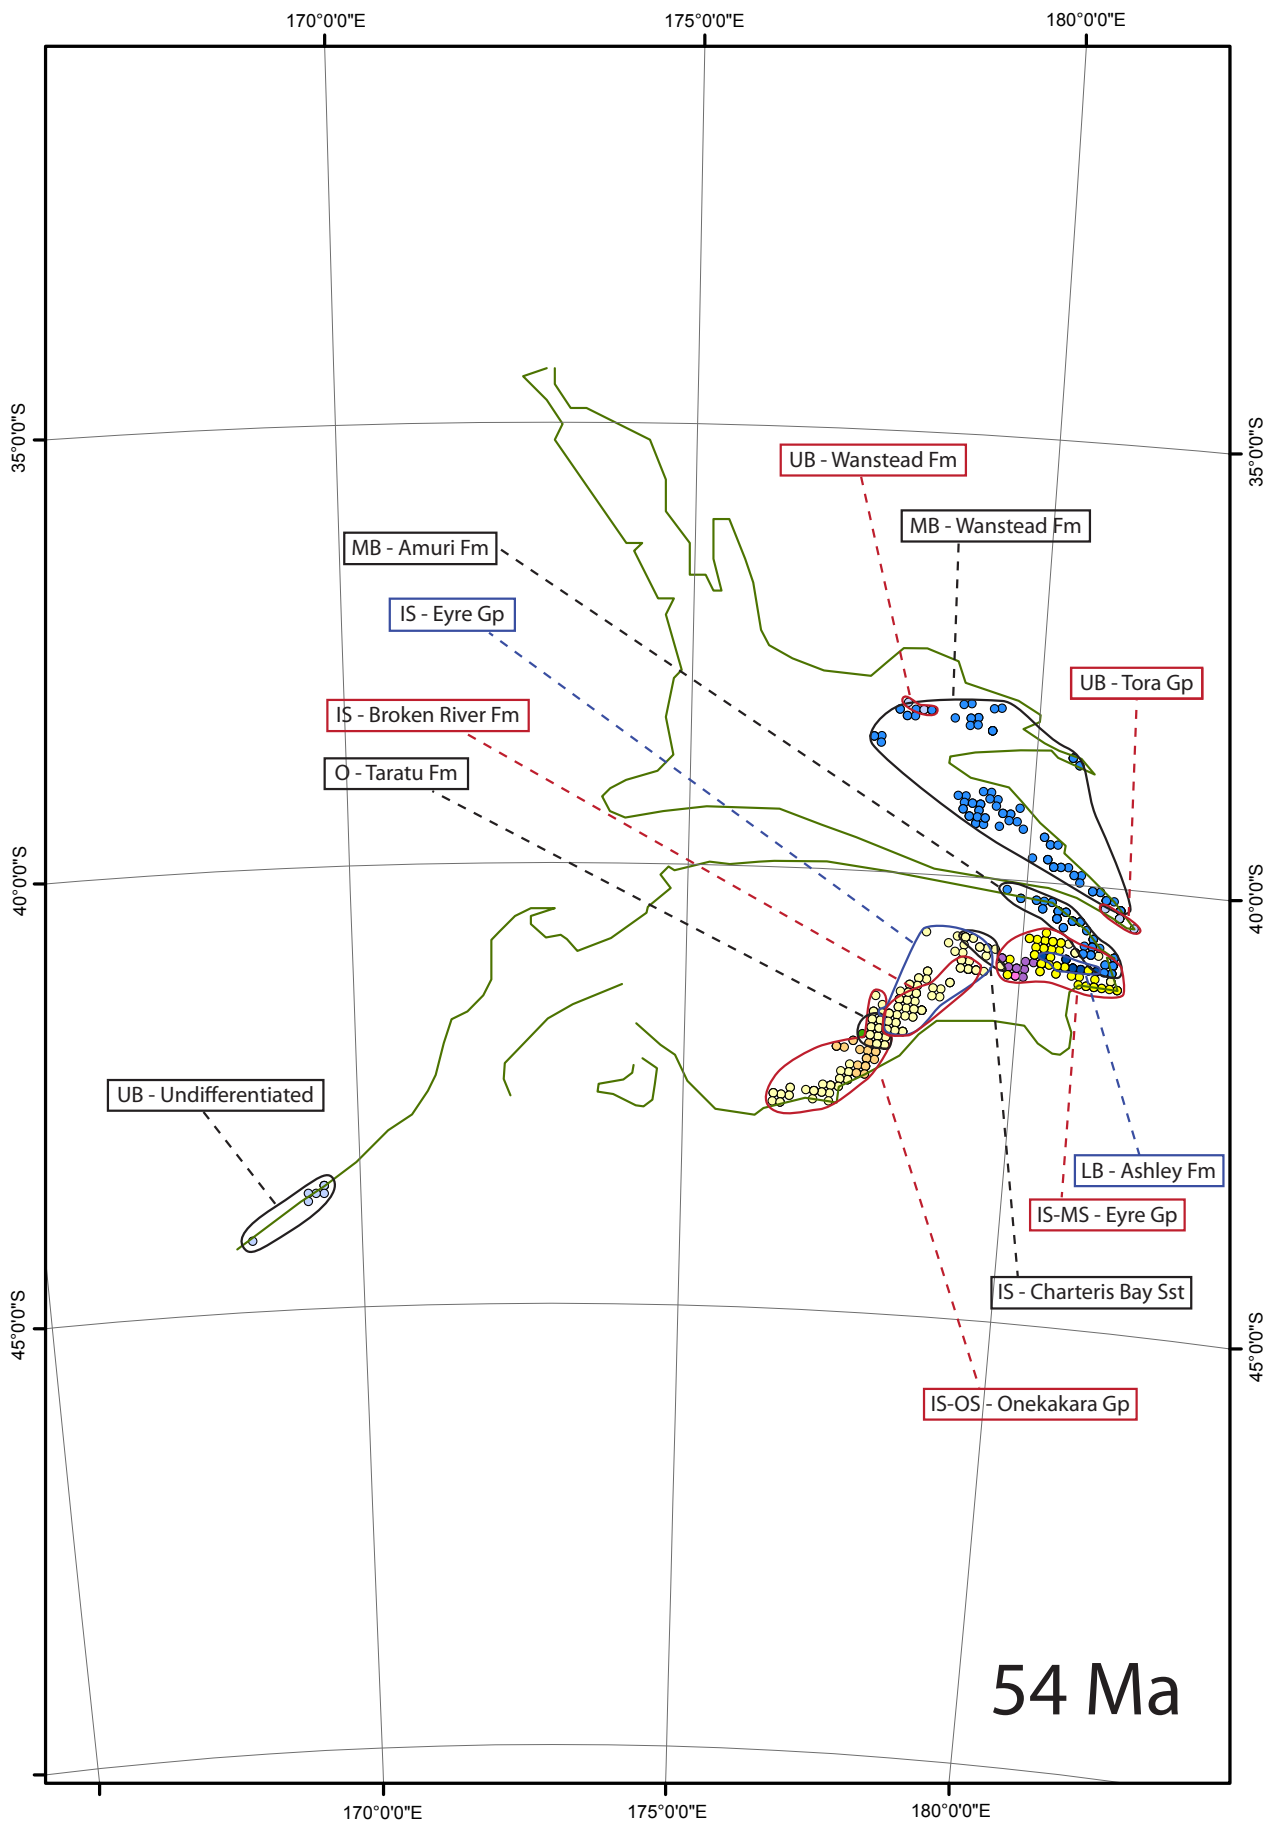 170°0'0"E
175°0'0"E
180°0'0"E
35°0'0"S
35°0'0"S
UB - Wanstead Fm
MB - Wanstead Fm
MB - Amuri Fm
IS - Eyre Gp
UB - Tora Gp
IS - Broken River Fm
O - Taratu Fm
40°0'0"S
40°0'0"S
UB - Undifferentiated
LB - Ashley Fm
IS-MS - Eyre Gp
IS - Charteris Bay Sst
45°0'0"S
45°0'0"S
IS-OS - Onekakara Gp
54 Ma
170°0'0"E
175°0'0"E
180°0'0"E